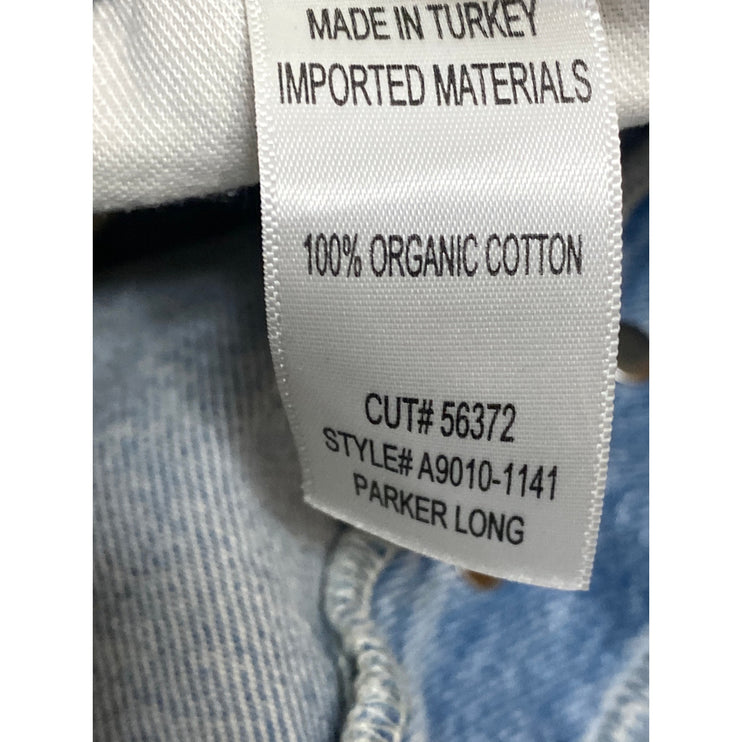 MADE IN TURKEY
IMPORTED MATERIALS
100% ORGANIC COTTON
CUT# 56372
STYLE# A9010-1141
PARKER LONG